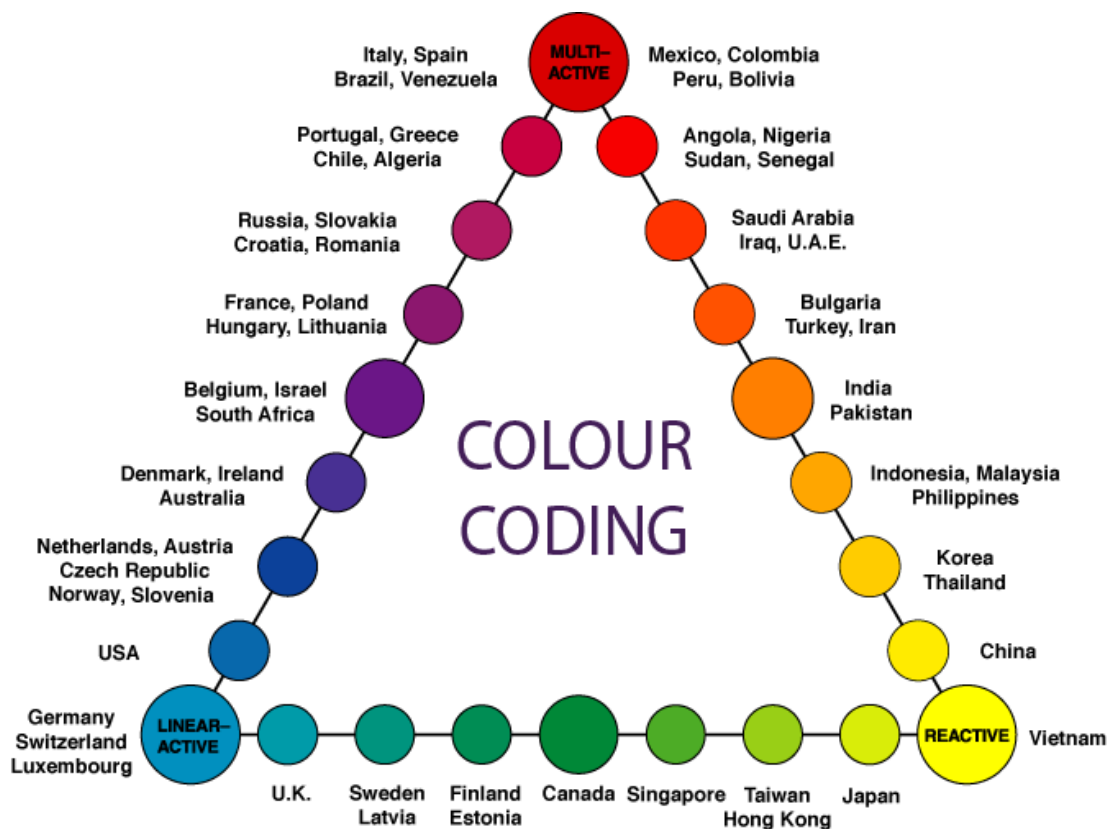 Italy, Spain
Brazil, Venezuela
MULTI–
ACTIVE
Mexico, Colombia
Peru, Bolivia
Portugal, Greece
Chile, Algeria
Angola, Nigeria
Sudan, Senegal
Russia, Slovakia
Croatia, Romania
Saudi Arabia
Iraq, U.A.E.
France, Poland
Hungary, Lithuania
Bulgaria
Turkey, Iran
Belgium, Israel
South Africa
India
Pakistan
COLOUR
CODING
Denmark, Ireland
Australia
Indonesia, Malaysia
Philippines
Netherlands, Austria
Czech Republic
Norway, Slovenia
Korea
Thailand
USA
China
Germany
Switzerland
Luxembourg
LINEAR–
ACTIVE
REACTIVE
Vietnam
U.K.
Sweden
Latvia
Finland
Estonia
Canada
Singapore
Taiwan
Hong Kong
Japan